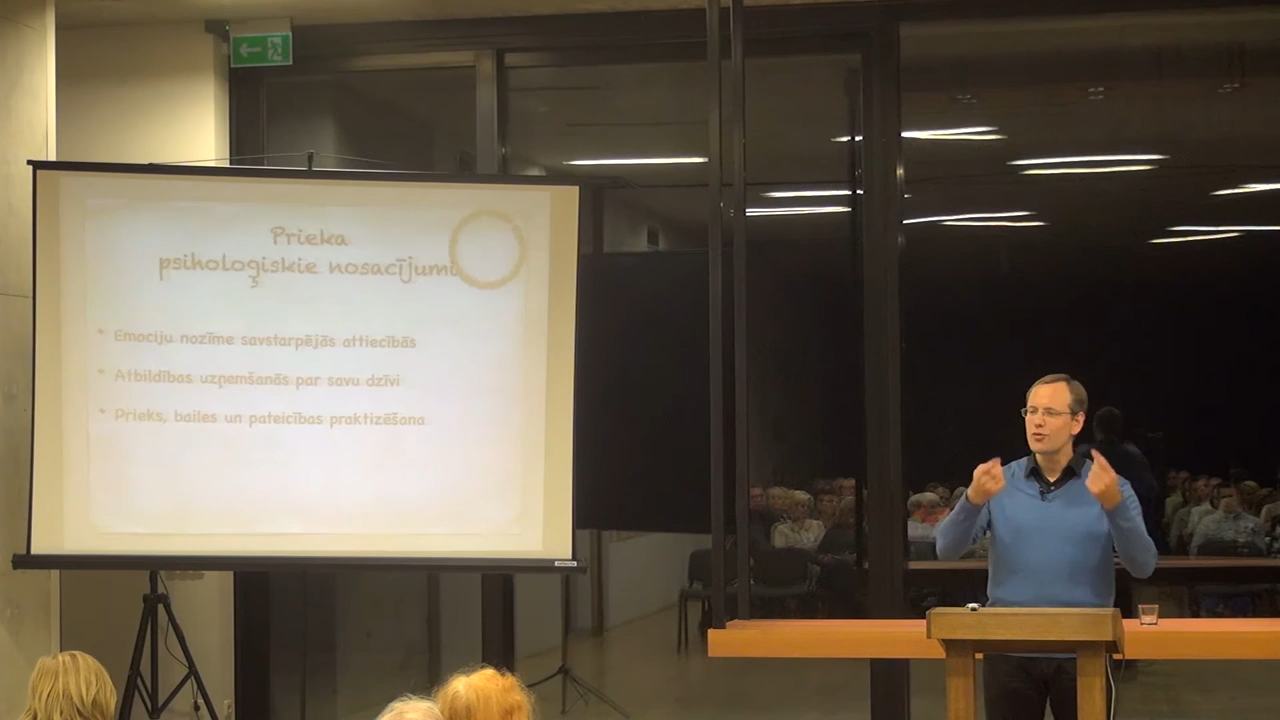 Prieka
psiholoģiskie nosacījumi
* Emociju nozīme savstarpējās attiecībās
* Atbildības uzņemšanās par savu dzīvi
* Prieks, bailes un pateicības praktizēšana